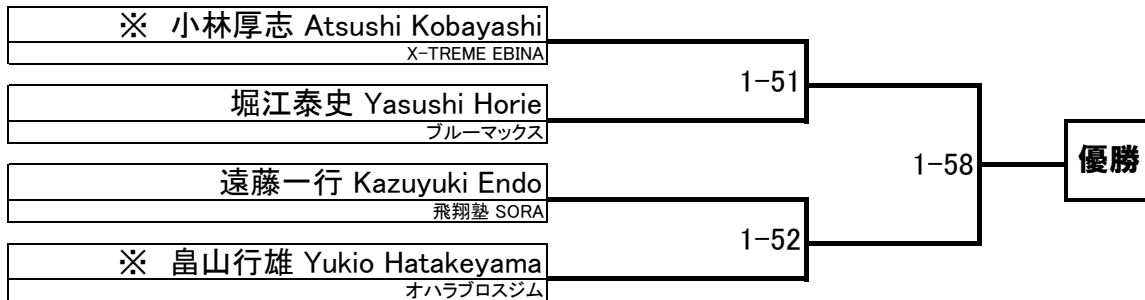 ※ 小林厚志 Atsushi Kobayashi
X-TREME EBINA
1-51
堀江泰史 Yasushi Horie
ブルーマックス
1-58
優勝
遠藤一行 Kazuyuki Endo
飛翔塾 SORA
1-52
※ 畠山行雄 Yukio Hatakeyama
オハラブロスジム